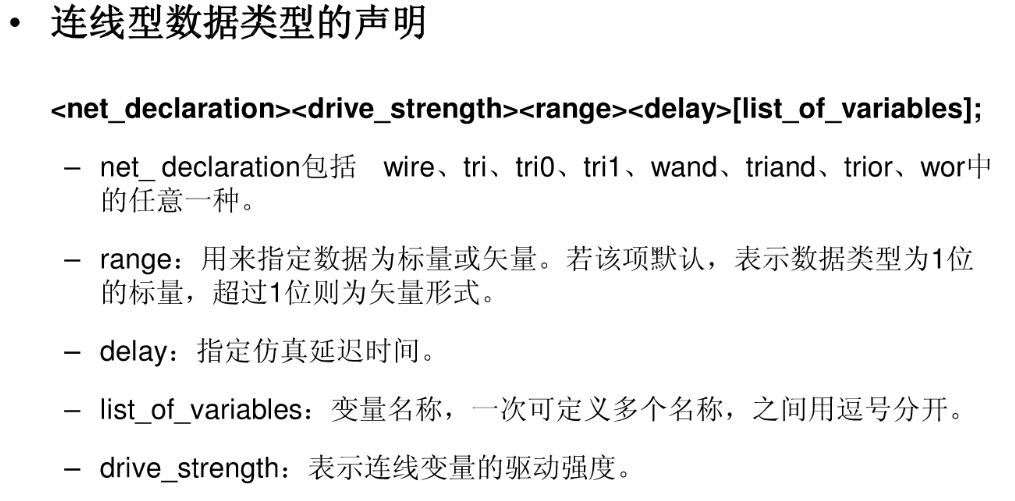 • 连线型数据类型的声明
<net_declaration><drive_strength><range><delay>[list_of_variables];
– net_ declaration包括 wire、tri、tri0、tri1、wand、triand、trior、wor中
的任意一种。
– range：用来指定数据为标量或矢量。若该项默认，表示数据类型为1位
的标量，超过1位则为矢量形式。
– delay：指定仿真延迟时间。
– list_of_variables：变量名称，一次可定义多个名称，之间用逗号分开。
– drive_strength：表示连线变量的驱动强度。